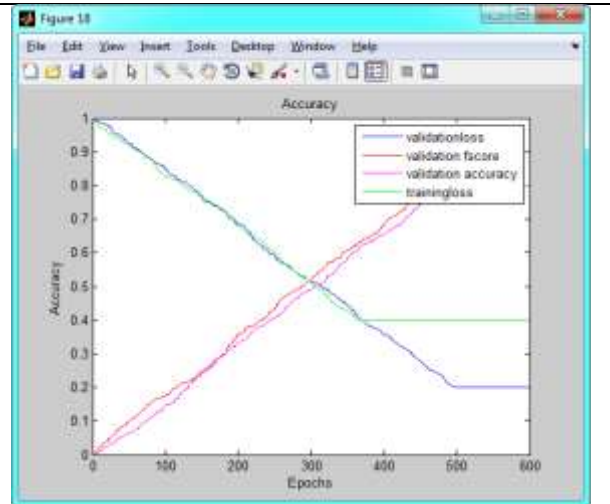 Figure 18
File Edit View Insert Tools Desktop Window Help
Accuracy
validationloss
validation fscore
validation accuracy
trainingloss
1
0.9
0.8
0.7
0.6
0.5
0.4
0.3
0.2
0.1
0
Accuracy
0 100 200 300 400 500 600
Epochs